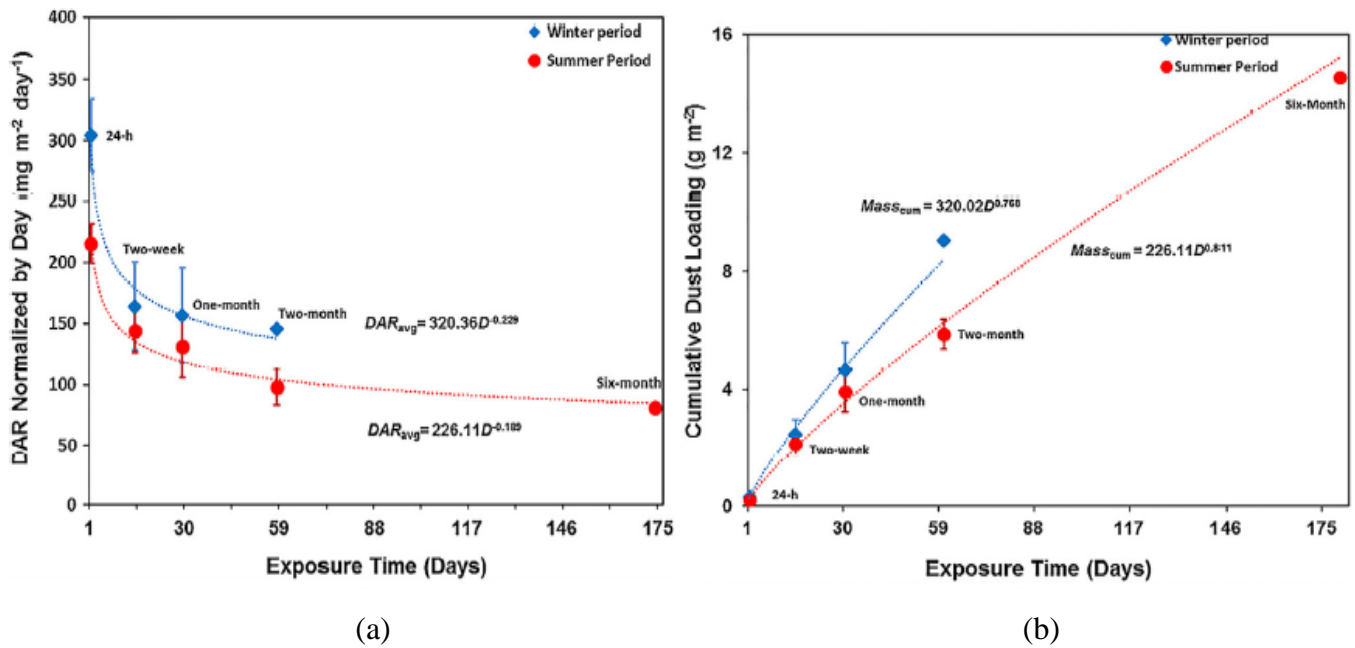 400
350
300
250
200
150
100
50
0
DAR Normalized by Day (mg m⁻² day⁻¹)
Winter period
Summer Period
24-h
Two-week
One-month
Two-month
DARavg = 320.36D⁻⁰·²²⁹
Six-month
DARavg = 226.11D⁻⁰·¹⁸⁹
1 30 59 88 117 146 175
Exposure Time (Days)
(a)
16
12
8
4
0
Cumulative Dust Loading (g m⁻²)
Winter period
Summer Period
Six-Month
Masscum = 320.02D
Masscum = 226.11D⁰·⁸¹¹
Two-month
One-month
Two-week
24-h
1 30 59 88 117 146 175
Exposure Time (Days)
(b)